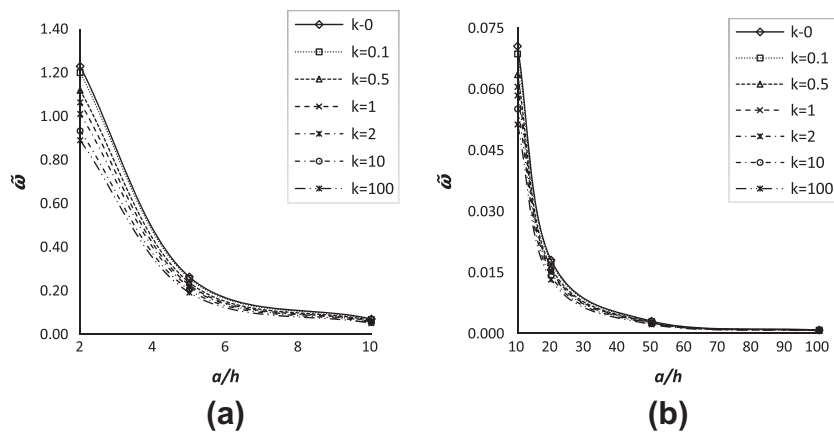 1.40
1.20
1.00
0.80
0.60
0.40
0.20
0.00
ω̃
2 4 6 8 10
a/h
k-0
k=0.1
k=0.5
k=1
k=2
k=10
k=100
(a)
0.075
0.060
0.045
0.030
0.015
0.000
ω̃
10 20 30 40 50 60 70 80 90 100
a/h
k-0
k=0.1
k=0.5
k=1
k=2
k=10
k=100
(b)